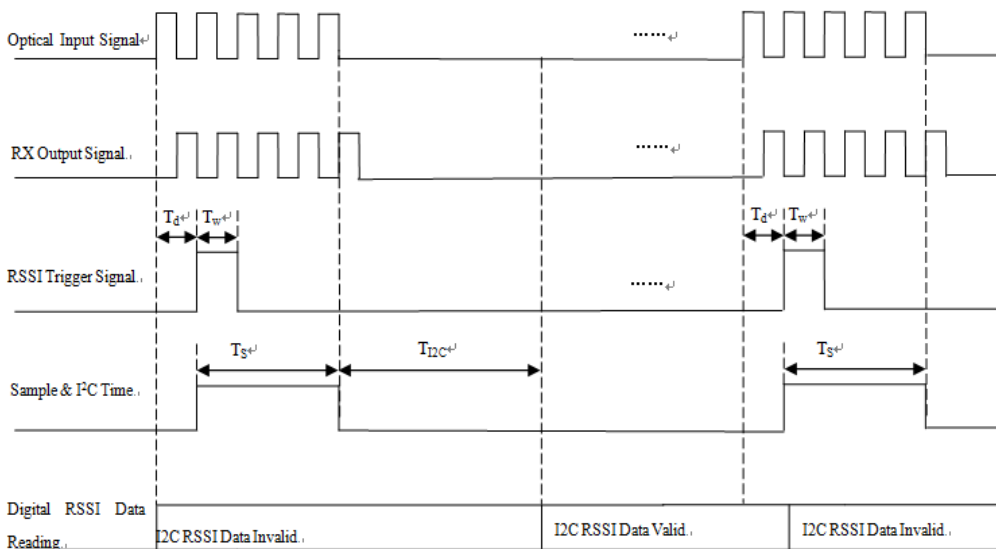 Optical Input Signal↵
……↵
RX Output Signal.
……↵
Td↵ Tw↵ Td↵ Tw↵
RSSI Trigger Signal.
……↵
TS↵ TI2C↵ TS↵
Sample & I²C Time.
Digital RSSI Data
Reading.
I2C RSSI Data Invalid. I2C RSSI Data Valid. I2C RSSI Data Invalid.